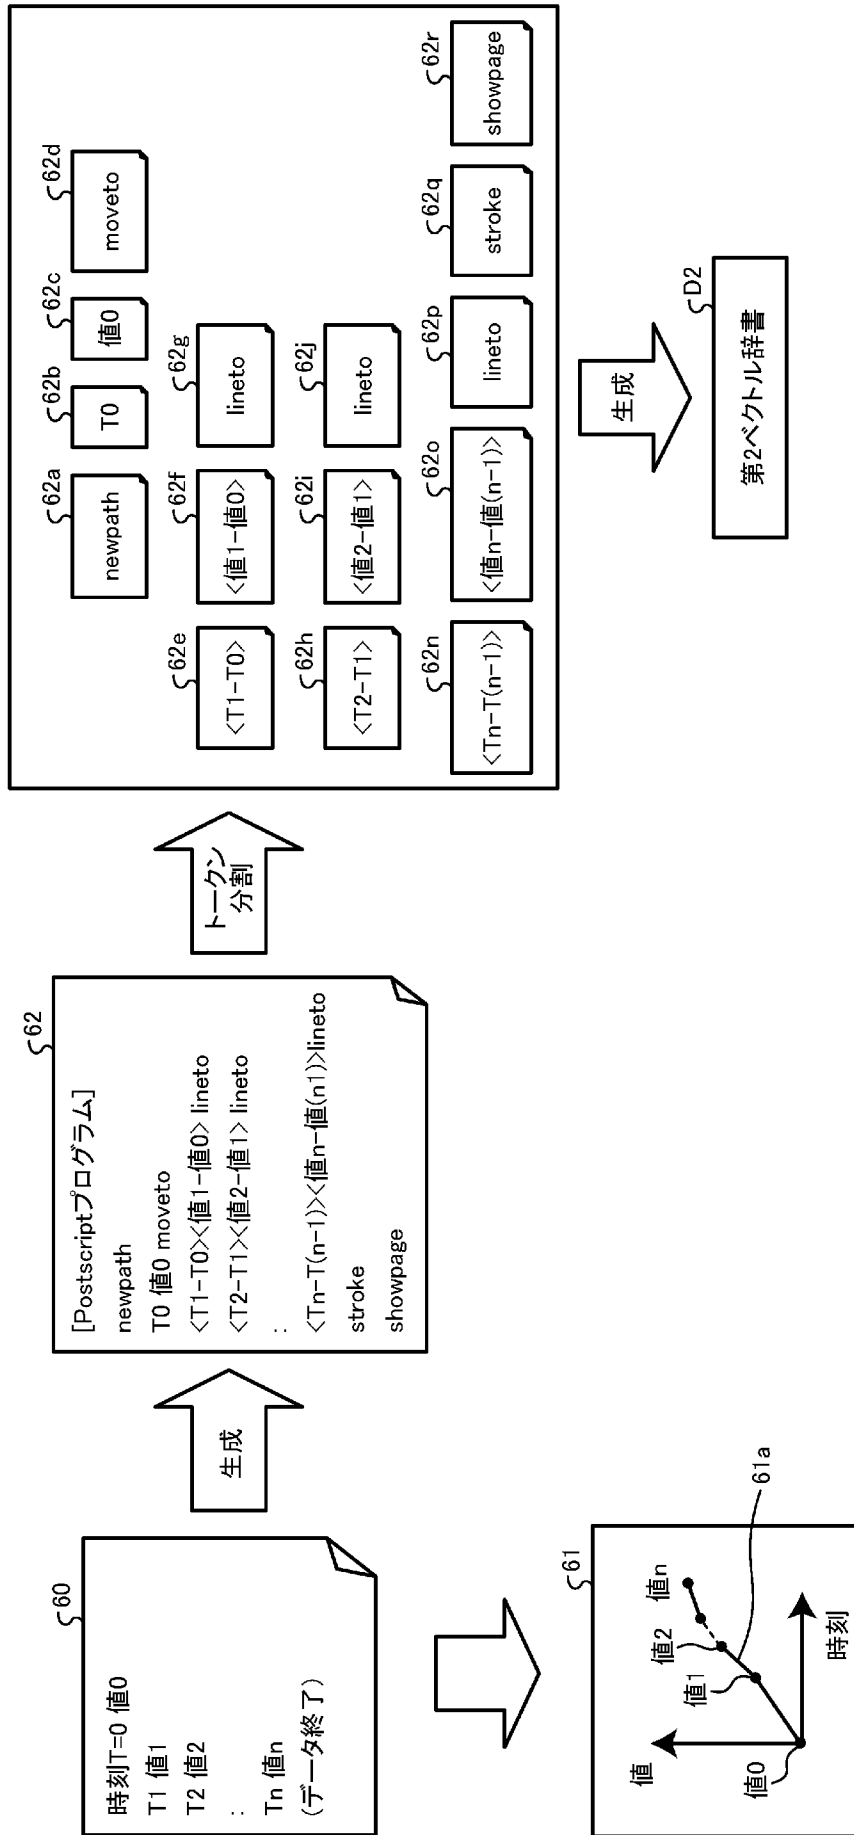 60
時刻T=0 値0
T1 値1
T2 値2
:
Tn 値n
(データ終了)
生成
62
[Postscriptプログラム]
newpath
T0 値0 moveto
<T1-T0><値1-値0> lineto
<T2-T1><値2-値1> lineto
:
<Tn-T(n-1)><値n-値(n1)>lineto
stroke
showpage
トークン
分割
62a
newpath
62b
T0
62c
値0
62d
moveto
62e
<T1-T0>
62f
<値1-値0>
62g
lineto
62h
<T2-T1>
62i
<値2-値1>
62j
lineto
62n
<Tn-T(n-1)>
62o
<値n-値(n-1)>
62p
lineto
62q
stroke
62r
showpage
生成
D2
第2ベクトル辞書
61
値
値0
値1
値2
値n
時刻
61a